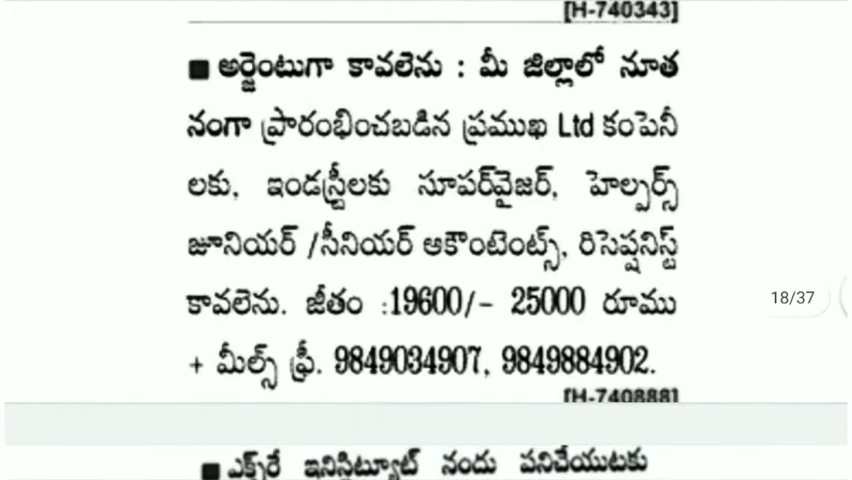 [H-740343]
■ అర్జెంటుగా కావలెను : మీ జిల్లాలో నూత
నంగా ప్రారంభించబడిన ప్రముఖ Ltd కంపెనీ
లకు, ఇండస్ట్రీలకు సూపర్‌వైజర్, హెల్పర్స్
జూనియర్ /సీనియర్ ఆకౌంటెంట్స్, రిసెప్షనిస్ట్
కావలెను. జీతం :19600/- 25000 రూము
+ మీల్స్ ఫ్రీ. 9849034907, 9849884902.
[H-740888]
■ ఎక్స్‌రే ఇనిస్టిట్యూట్ నందు పనిచేయుటకు
18/37